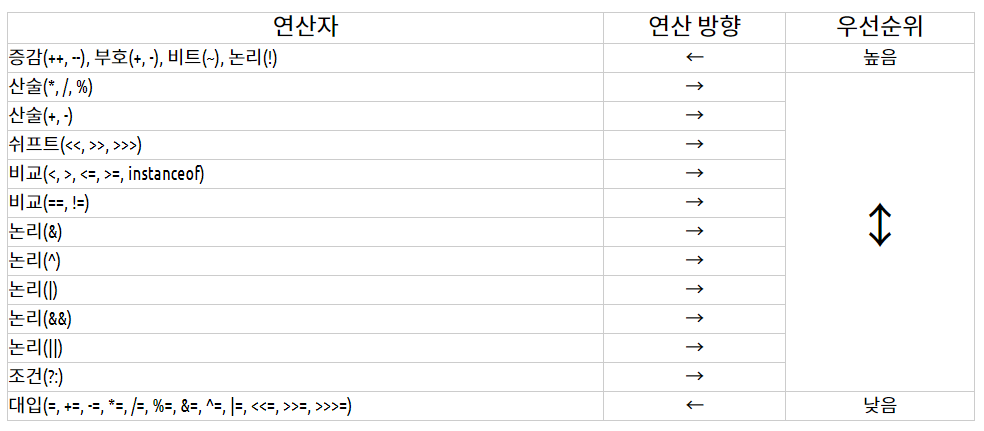 연산자 연산 방향 우선순위
증감(++, --), 부호(+, -), 비트(~), 논리(!) ← 높음
산술(*, /, %) →
산술(+, -) →
쉬프트(<<, >>, >>>) →
비교(<, >, <=, >=, instanceof) →
비교(==, !=) →
논리(&) → ↕
논리(^) →
논리(|) →
논리(&&) →
논리(||) →
조건(?:) →
대입(=, +=, -=, *=, /=, %=, &=, ^=, |=, <<=, >>=, >>>=) ← 낮음